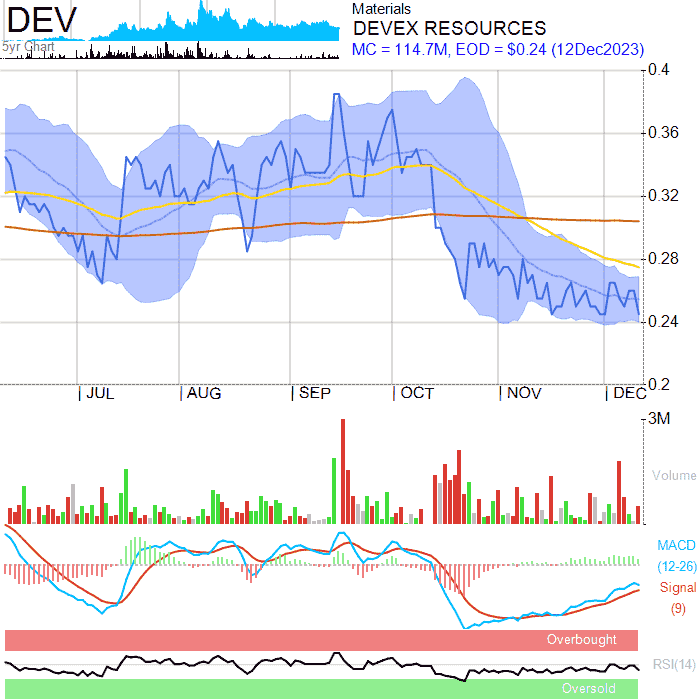 DEV
5yr Chart
Materials
DEVEX RESOURCES
MC = 114.7M, EOD = $0.24 (12Dec2023)
0.4
0.36
0.32
0.28
0.24
0.2
JUL AUG SEP OCT NOV DEC
3M
Volume
MACD
(12-26)
Signal
(9)
Overbought
RSI(14)
Oversold